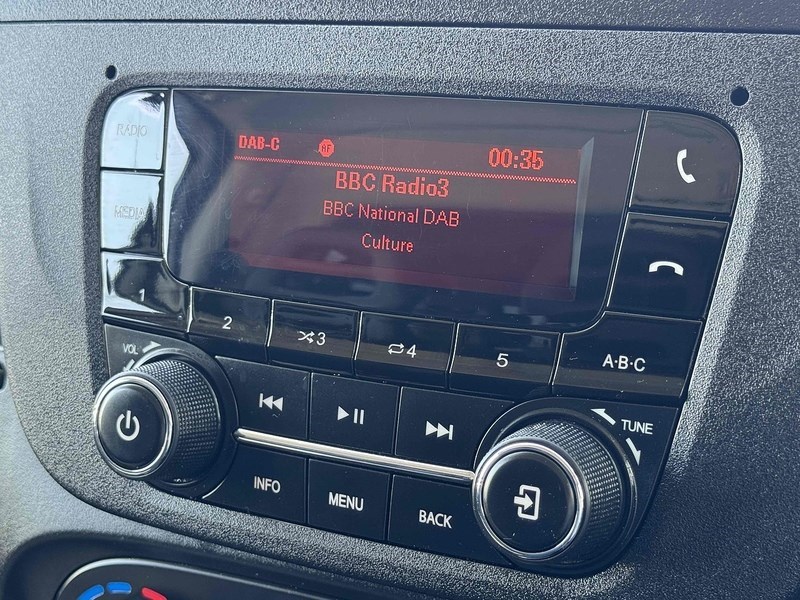 RADIO
DAB-C AF 00:35
BBC Radio3
BBC National DAB
Culture
MEDIA
1
2
3
4
5
A·B·C
VOL
TUNE
INFO
MENU
BACK